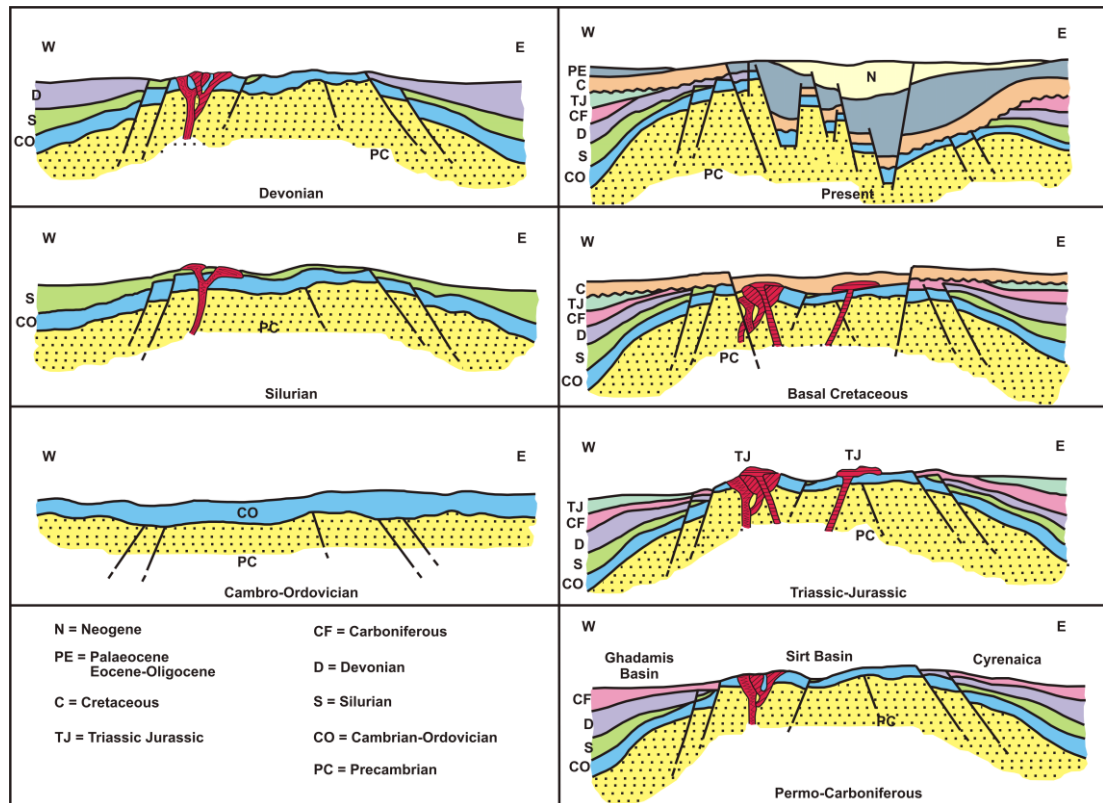 W E
D
S
CO
PC
Devonian
W E
N
PE
C
TJ
CF
D
S
CO
PC
Present
W E
S
CO
PC
Silurian
W E
C
TJ
CF
D
S
CO
PC
Basal Cretaceous
W E
CO
PC
Cambro-Ordovician
W E
TJ TJ
TJ
CF
D
S
CO
PC
Triassic-Jurassic
N = Neogene
PE = Palaeocene
Eocene-Oligocene
C = Cretaceous
TJ = Triassic Jurassic
CF = Carboniferous
D = Devonian
S = Silurian
CO = Cambrian-Ordovician
PC = Precambrian
W E
Ghadamis
Basin
Sirt Basin
Cyrenaica
CF
D
S
CO
PC
Permo-Carboniferous